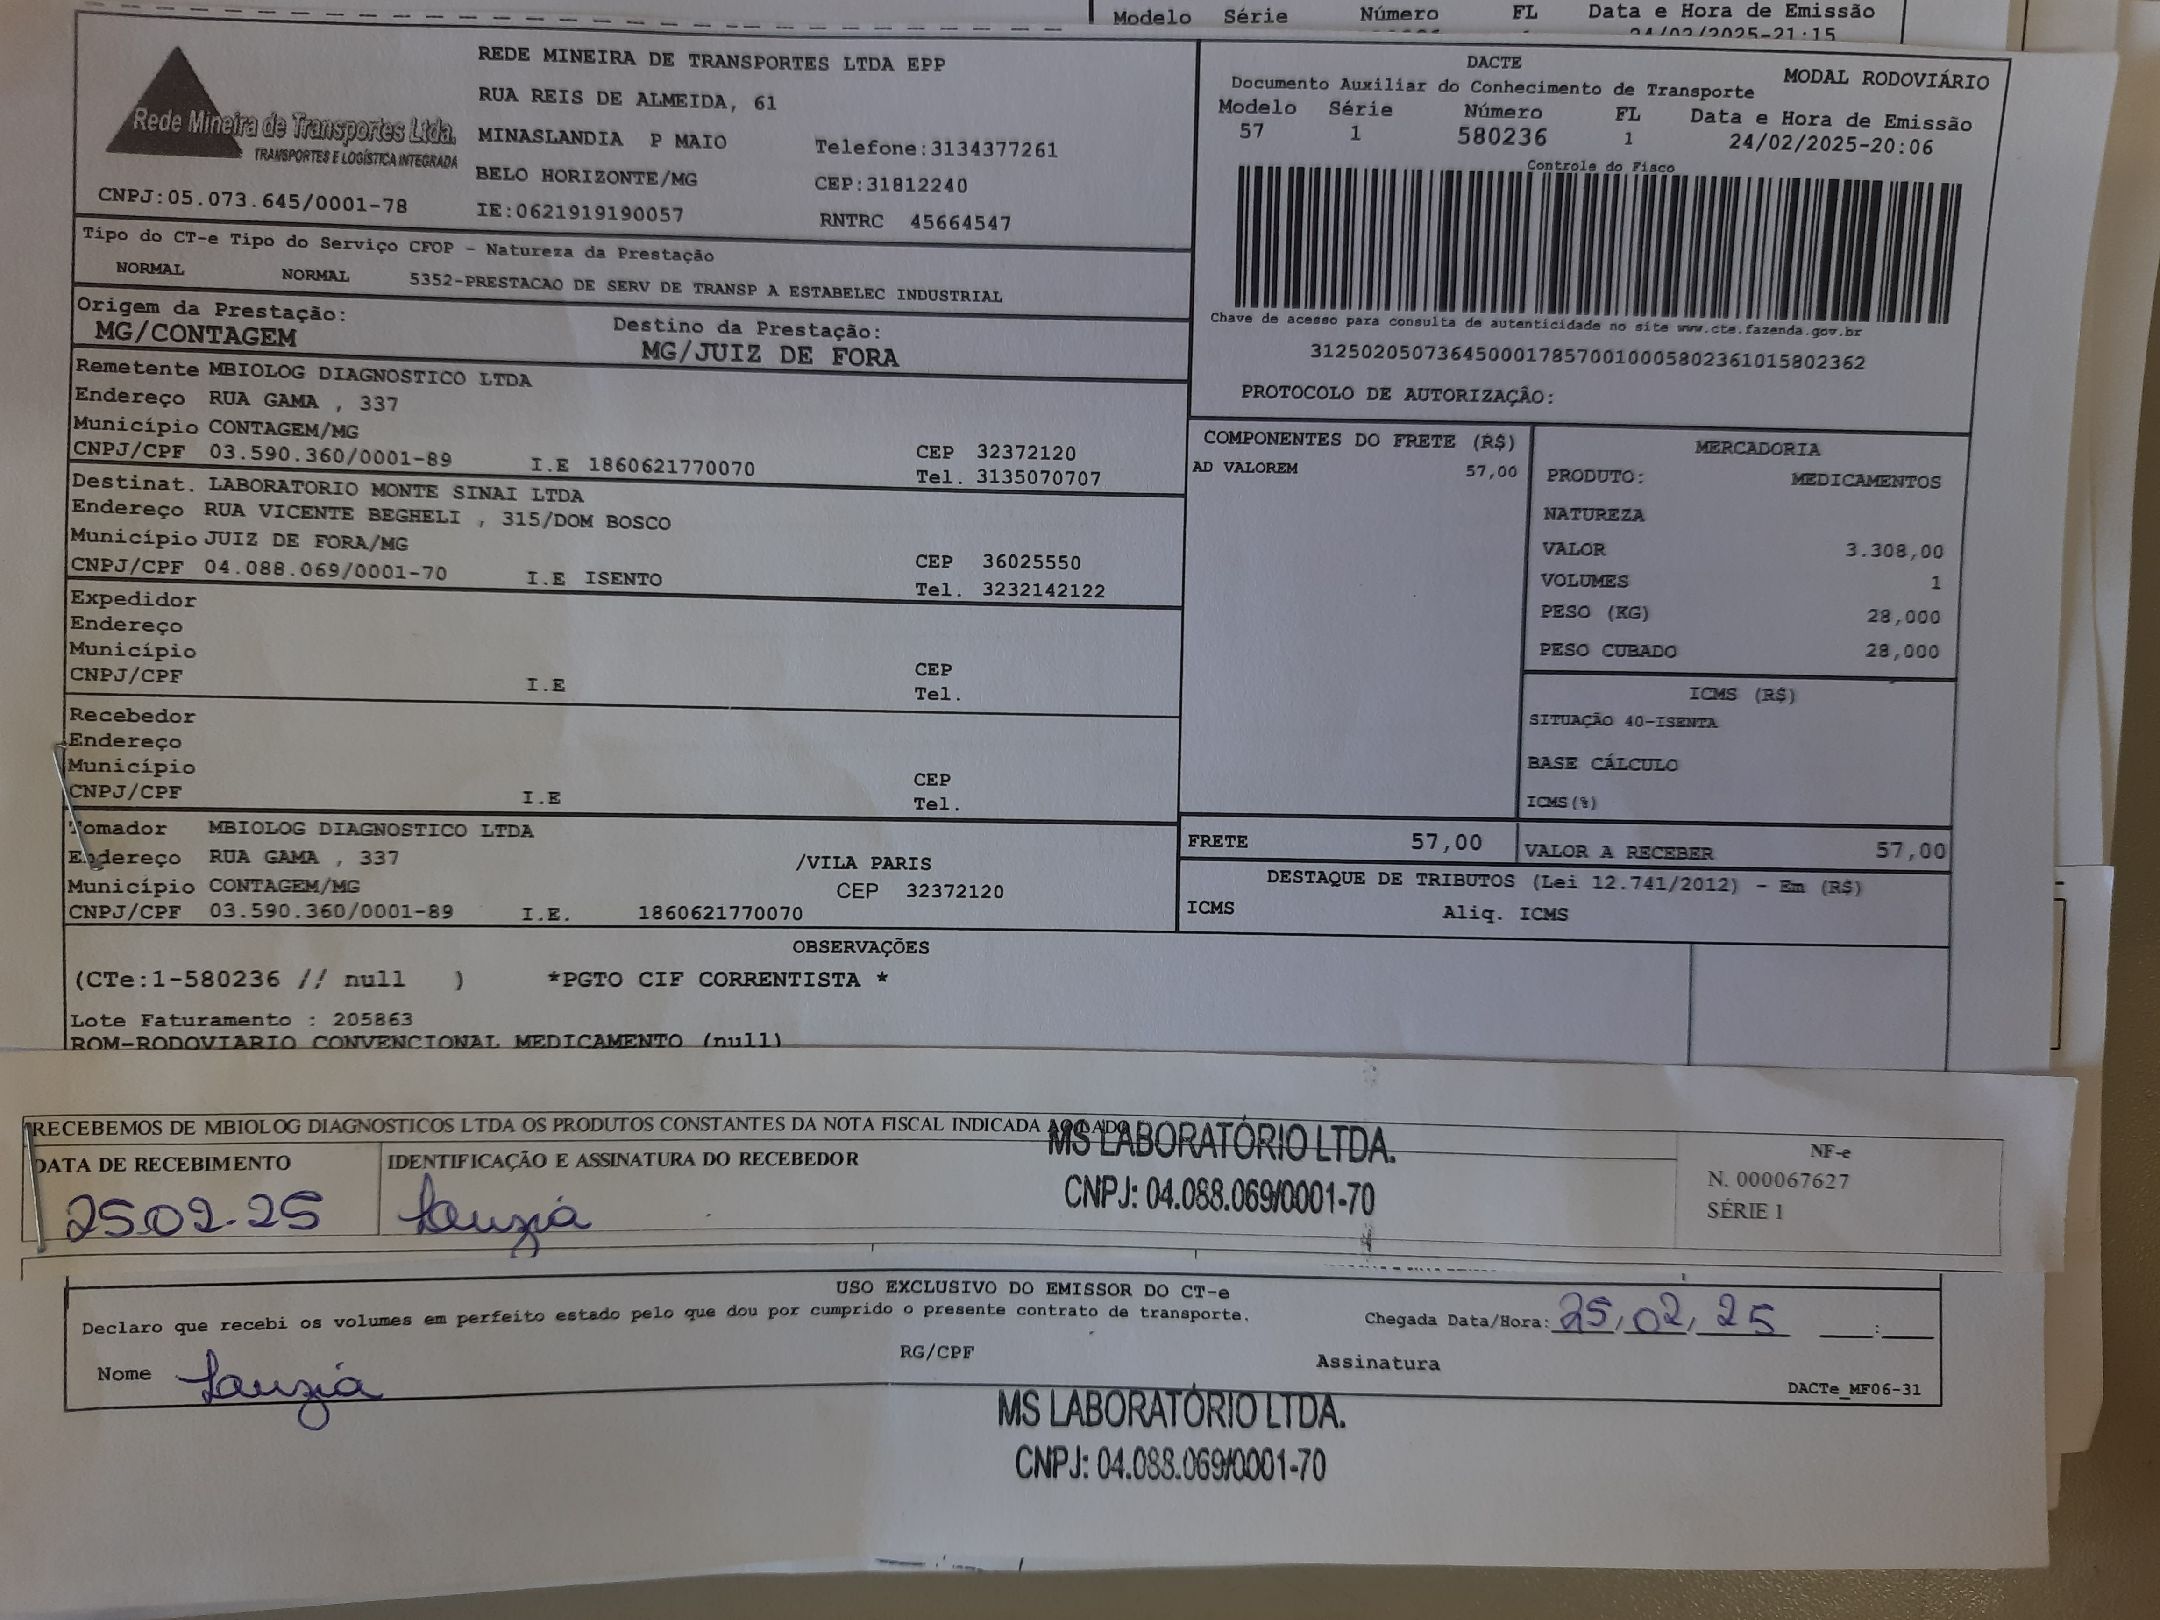 Modelo Série Número FL Data e Hora de Emissão
24/02/2025-21:15
Rede Mineira de Transportes Ltda.
TRANSPORTES E LOGÍSTICA INTEGRADA
CNPJ:05.073.645/0001-78
REDE MINEIRA DE TRANSPORTES LTDA EPP
RUA REIS DE ALMEIDA, 61
MINASLANDIA P MAIO Telefone:3134377261
BELO HORIZONTE/MG CEP:31812240
IE:0621919190057 RNTRC 45664547
DACTE
MODAL RODOVIÁRIO
Documento Auxiliar do Conhecimento de Transporte
Modelo Série Número FL Data e Hora de Emissão
57 1 580236 1 24/02/2025-20:06
Controle do Fisco
Chave de acesso para consulta de autenticidade no site www.cte.fazenda.gov.br
31250205073645000178570010005802361015802362
PROTOCOLO DE AUTORIZAÇÃO:
Tipo do CT-e Tipo do Serviço CFOP - Natureza da Prestação
NORMAL NORMAL 5352-PRESTACAO DE SERV DE TRANSP A ESTABELEC INDUSTRIAL
Origem da Prestação: Destino da Prestação:
MG/CONTAGEM MG/JUIZ DE FORA
Remetente MBIOLOG DIAGNOSTICO LTDA
Endereço RUA GAMA , 337
Município CONTAGEM/MG CEP 32372120
CNPJ/CPF 03.590.360/0001-89 I.E 1860621770070 Tel. 3135070707
Destinat. LABORATORIO MONTE SINAI LTDA
Endereço RUA VICENTE BEGHELI , 315/DOM BOSCO
Município JUIZ DE FORA/MG CEP 36025550
CNPJ/CPF 04.088.069/0001-70 I.E ISENTO Tel. 3232142122
Expedidor
Endereço
Município CEP
CNPJ/CPF I.E Tel.
Recebedor
Endereço
Município CEP
CNPJ/CPF I.E Tel.
Tomador MBIOLOG DIAGNOSTICO LTDA
Endereço RUA GAMA , 337 /VILA PARIS
Município CONTAGEM/MG CEP 32372120
CNPJ/CPF 03.590.360/0001-89 I.E. 1860621770070
COMPONENTES DO FRETE (R$)
AD VALOREM 57,00
MERCADORIA
PRODUTO: MEDICAMENTOS
NATUREZA
VALOR 3.308,00
VOLUMES 1
PESO (KG) 28,000
PESO CUBADO 28,000
ICMS (R$)
SITUAÇÃO 40-ISENTA
BASE CÁLCULO
ICMS(%)
FRETE 57,00 VALOR A RECEBER 57,00
DESTAQUE DE TRIBUTOS (Lei 12.741/2012) - Em (R$)
ICMS Aliq. ICMS
OBSERVAÇÕES
(CTe:1-580236 // null ) *PGTO CIF CORRENTISTA *
Lote Faturamento : 205863
ROM-RODOVIARIO CONVENCIONAL MEDICAMENTO (null)
RECEBEMOS DE MBIOLOG DIAGNOSTICOS LTDA OS PRODUTOS CONSTANTES DA NOTA FISCAL INDICADA AO LADO
DATA DE RECEBIMENTO IDENTIFICAÇÃO E ASSINATURA DO RECEBEDOR
25.02.25
MS LABORATÓRIO LTDA.
CNPJ: 04.088.069/0001-70
NF-e
N. 000067627
SÉRIE 1
USO EXCLUSIVO DO EMISSOR DO CT-e
Declaro que recebi os volumes em perfeito estado pelo que dou por cumprido o presente contrato de transporte. Chegada Data/Hora: 25,02,25 :
Nome RG/CPF Assinatura
DACTe_MF06-31
MS LABORATÓRIO LTDA.
CNPJ: 04.088.069/0001-70